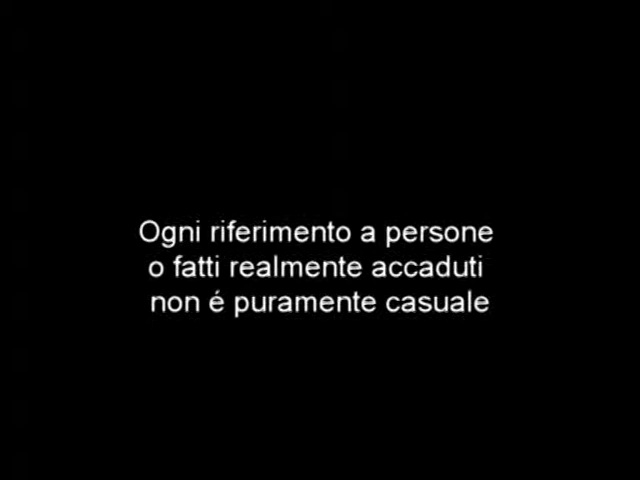 Ogni riferimento a persone
o fatti realmente accaduti
non é puramente casuale